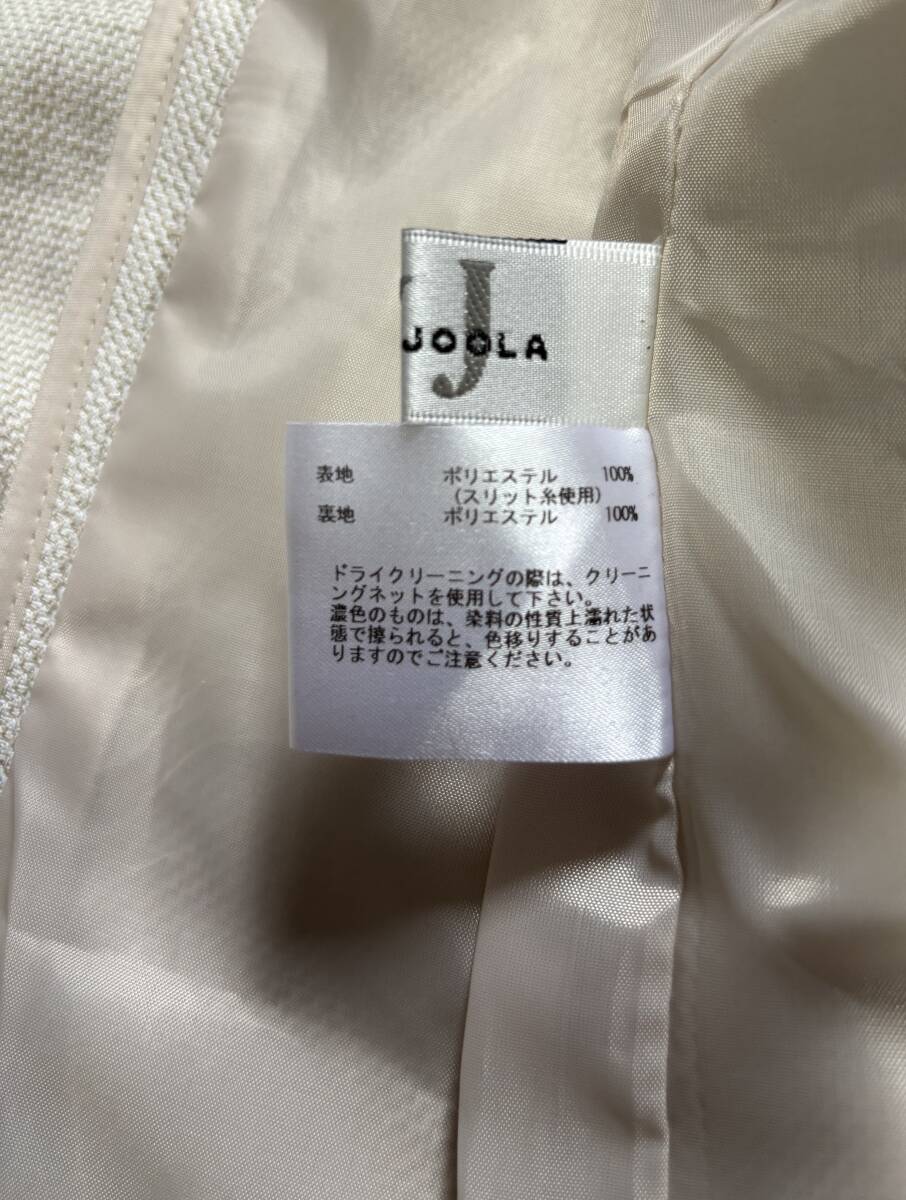 J
JOOLA
表地 ポリエステル 100%
(スリット糸使用)
裏地 ポリエステル 100%
ドライクリーニングの際は、クリーニ
ングネットを使用して下さい。
濃色のものは、染料の性質上濡れた状
態で擦られると、色移りすることがあ
りますのでご注意ください。